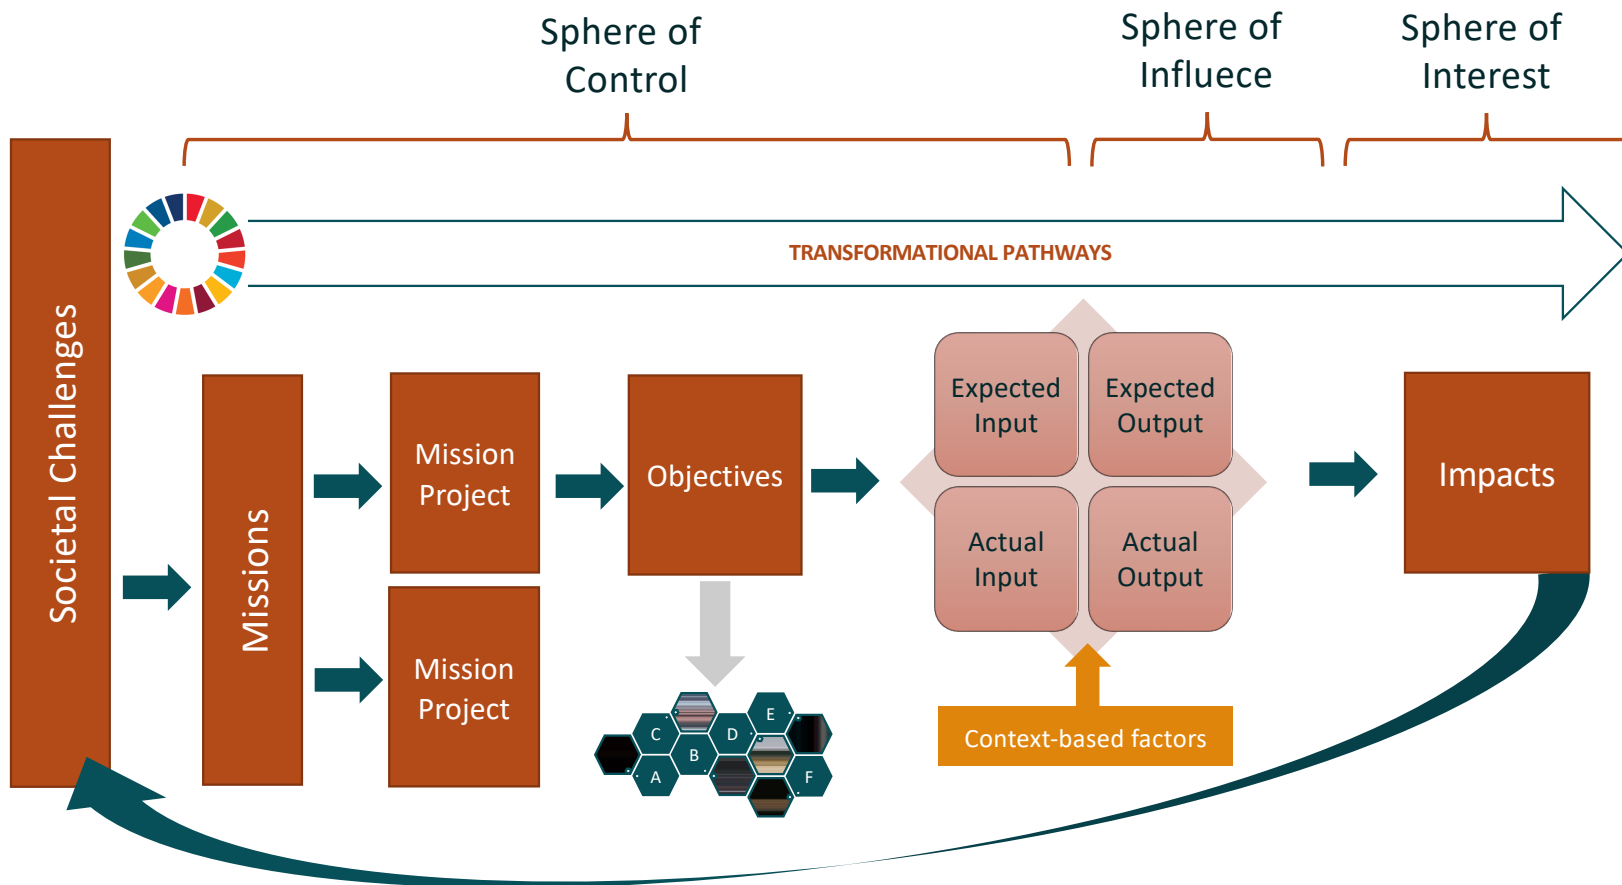 Sphere of
Control
Sphere of
Influece
Sphere of
Interest
TRANSFORMATIONAL PATHWAYS
Societal Challenges
Missions
Mission
Project
Mission
Project
Objectives
Expected
Input
Expected
Output
Actual
Input
Actual
Output
Impacts
Context-based factors
E
C
D
B
A
F